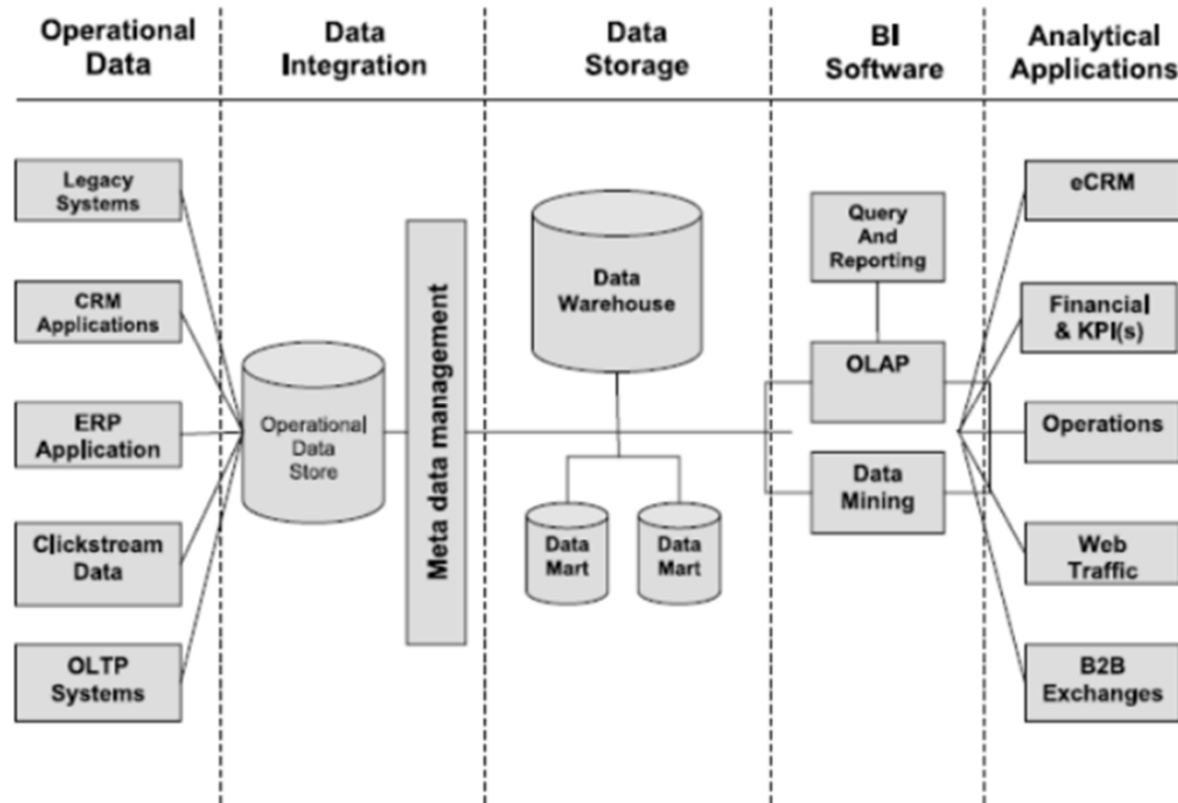 Operational
Data
Data
Integration
Data
Storage
BI
Software
Analytical
Applications
Legacy
Systems
CRM
Applications
ERP
Application
Clickstream
Data
OLTP
Systems
Operational
Data
Store
Meta data management
Data
Warehouse
Data
Mart
Data
Mart
Query
And
Reporting
OLAP
Data
Mining
eCRM
Financial
& KPI(s)
Operations
Web
Traffic
B2B
Exchanges